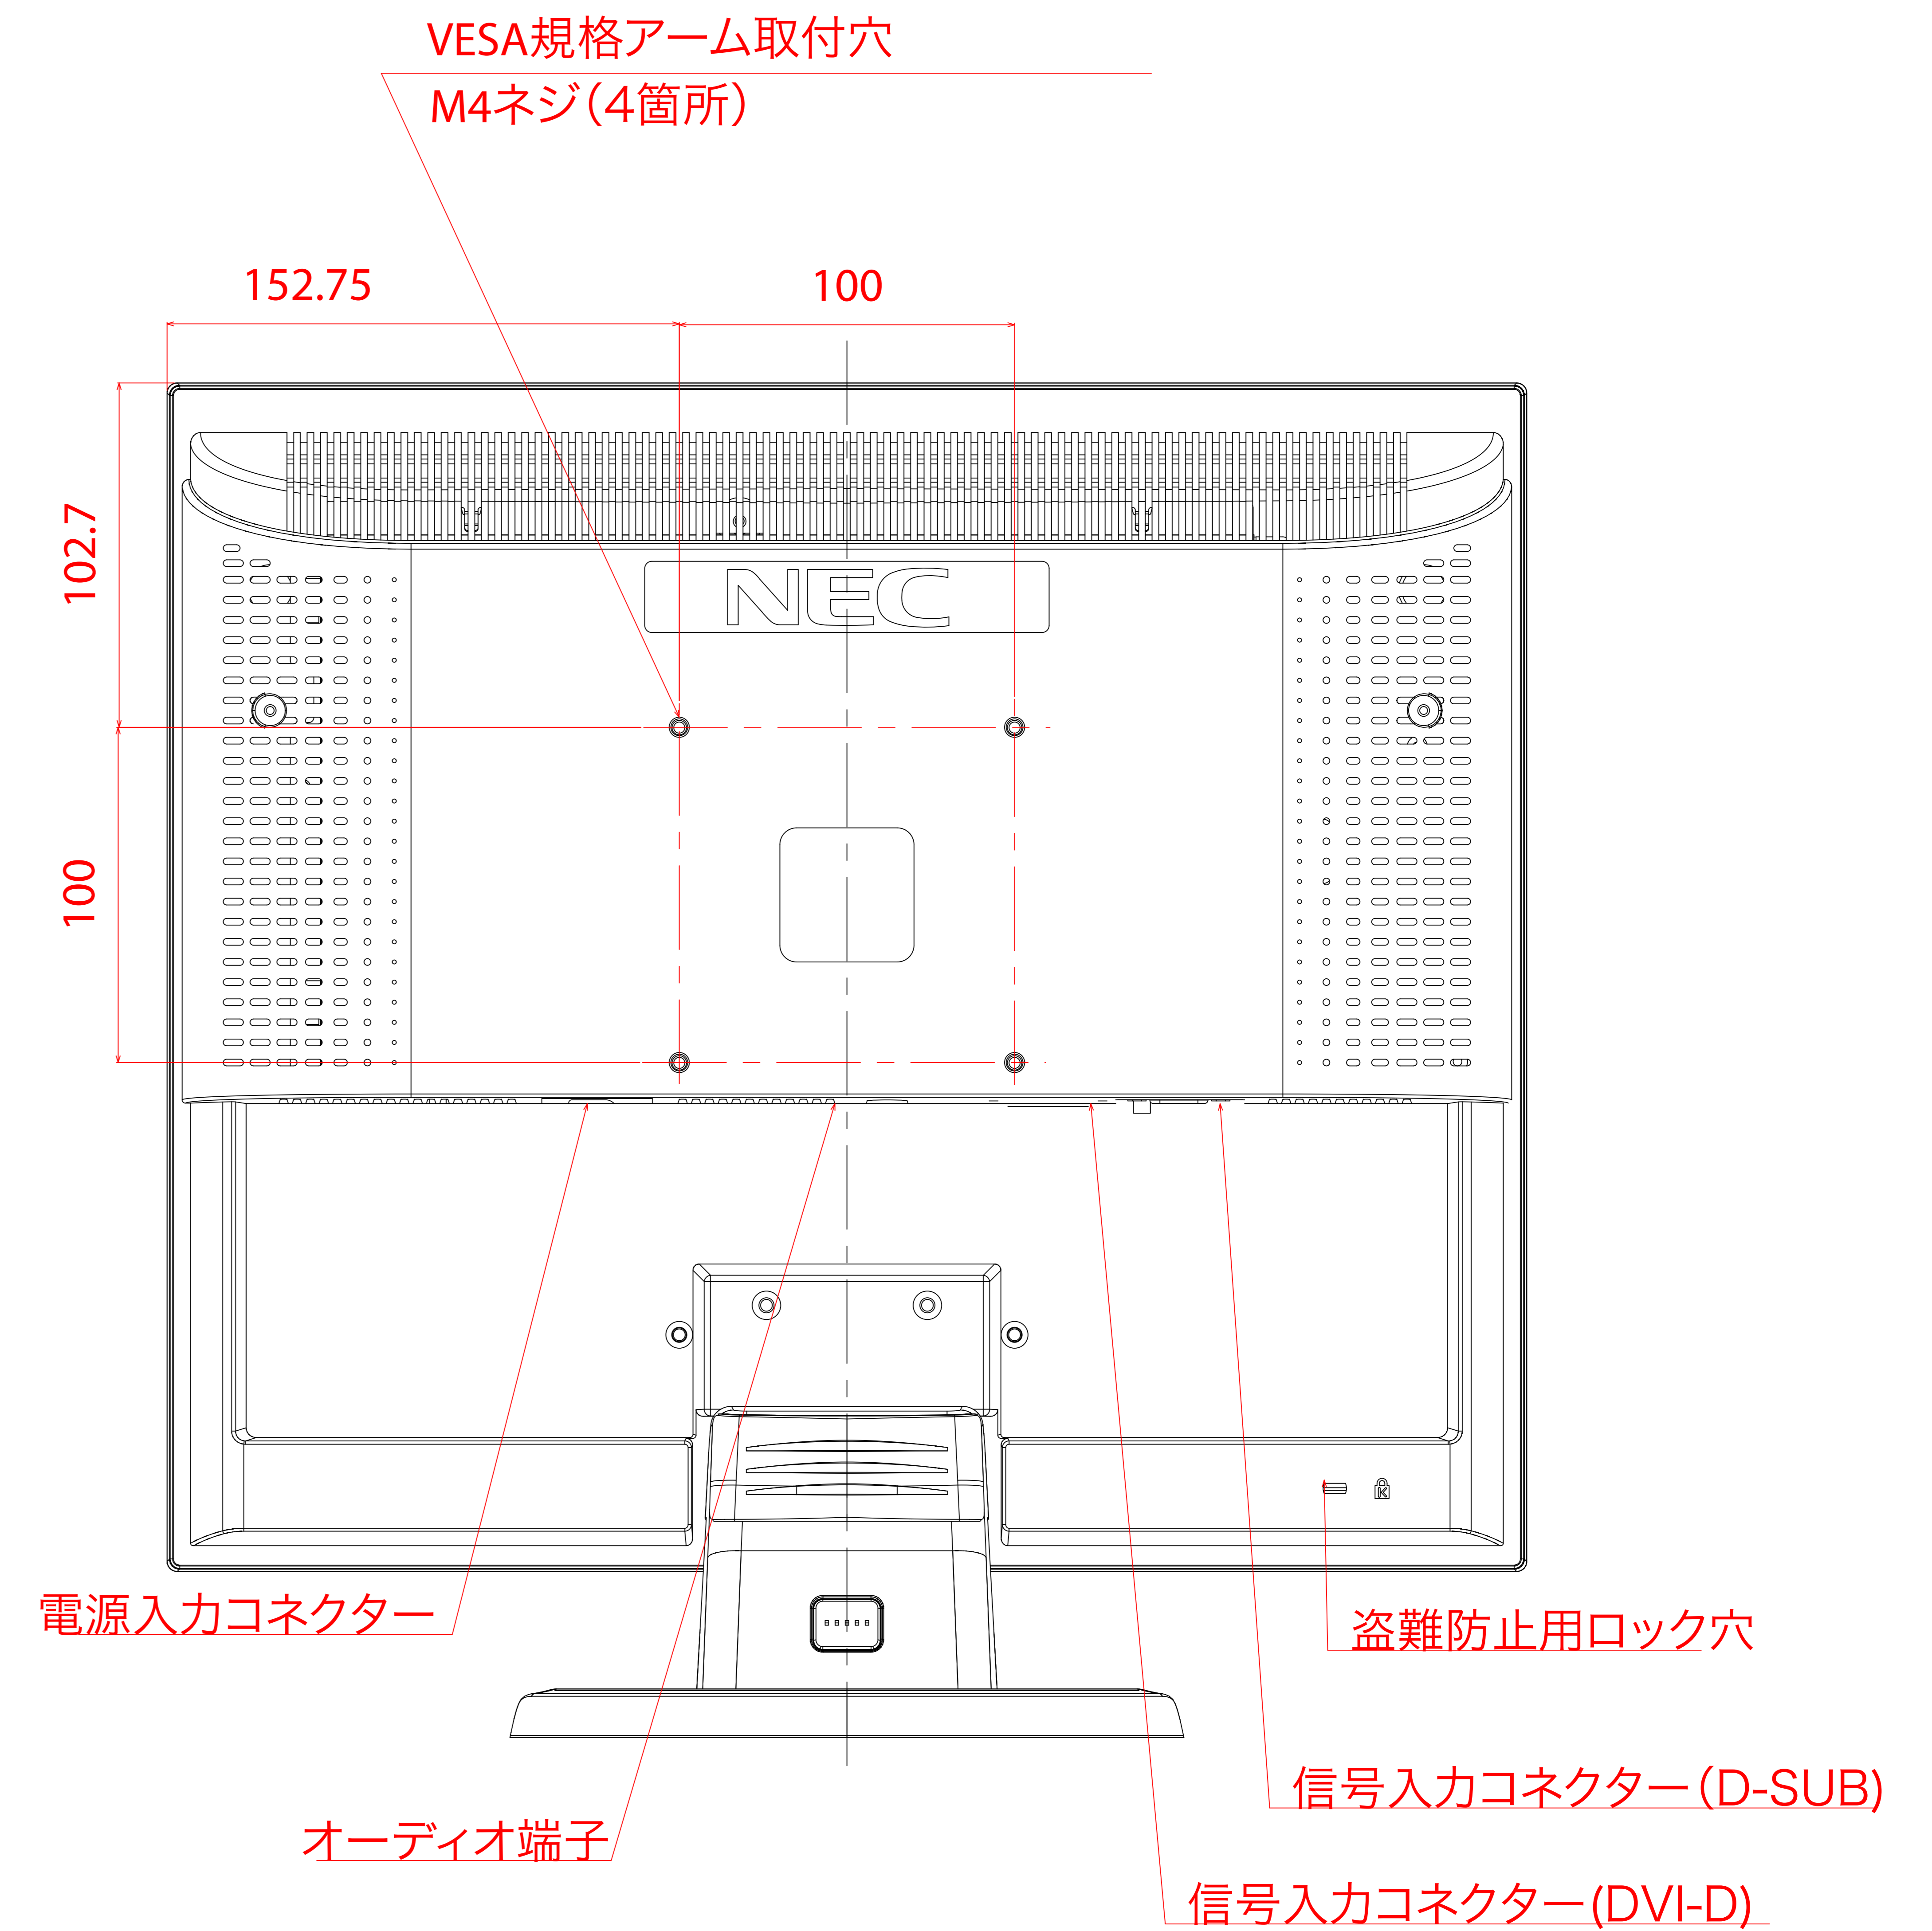 VESA規格アーム取付穴
M4ネジ(4箇所)
152.75
100
102.7
NEC
100
K
電源入力コネクター
盗難防止用ロック穴
信号入力コネクター(D-SUB)
オーディオ端子
信号入力コネクター(DVI-D)